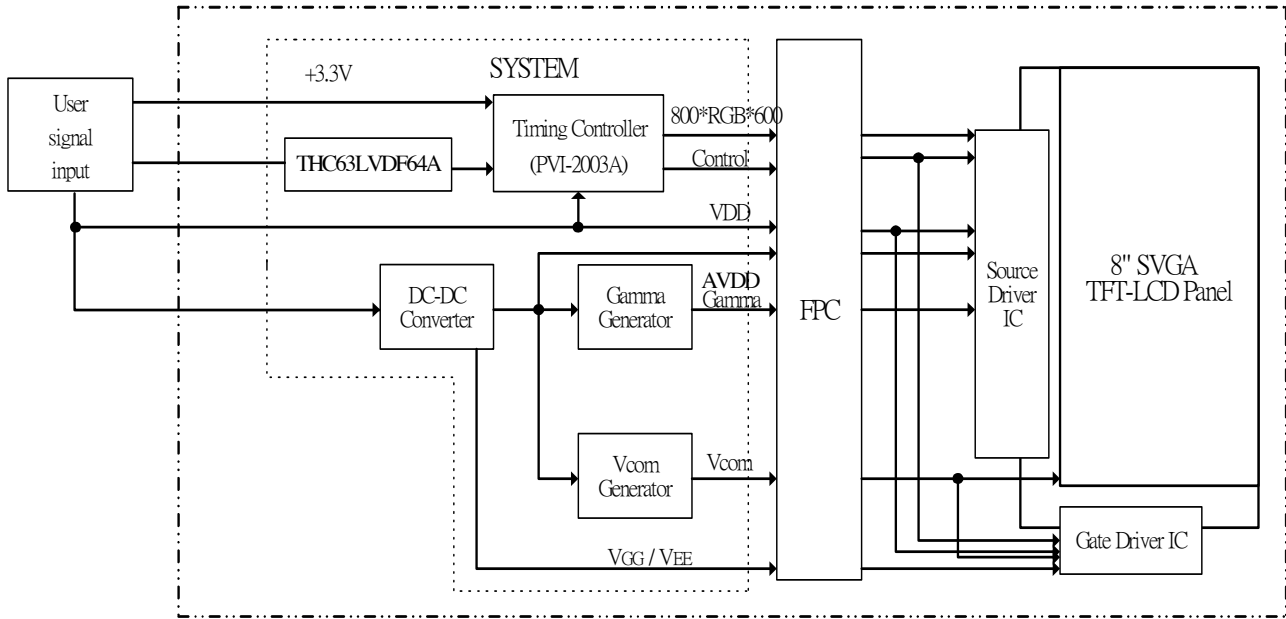 +3.3V
SYSTEM
User
signal
input
THC63LVDF64A
Timing Controller
(PVI-2003A)
800*RGB*600
Control
VDD
DC-DC
Converter
Gamma
Generator
AVDD
Gamma
FPC
Source
Driver
IC
8" SVGA
TFT-LCD Panel
Vcom
Generator
Vcom
VGG / VEE
Gate Driver IC